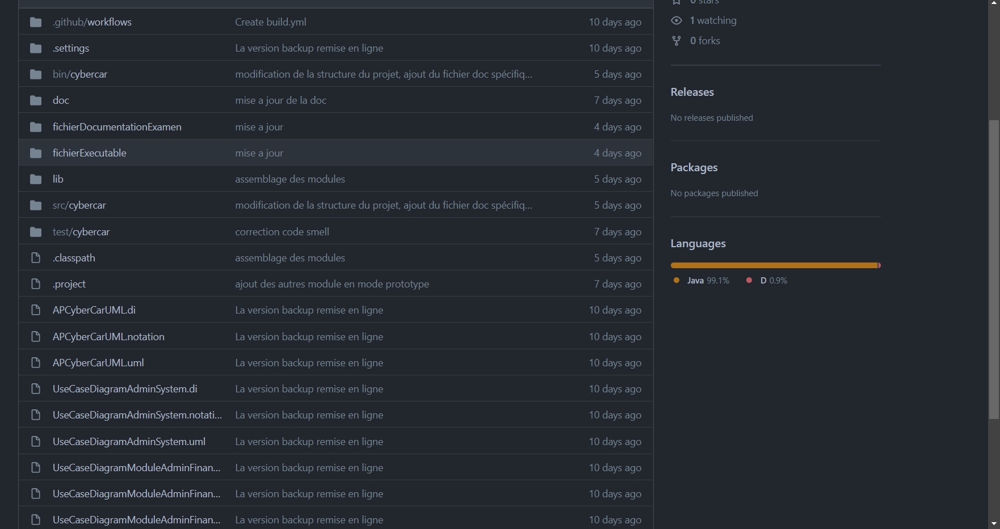 0 stars
.github/workflows Create build.yml 10 days ago
1 watching
0 forks
.settings La version backup remise en ligne 10 days ago
bin/cybercar modification de la structure du projet, ajout du fichier doc spécifiq... 5 days ago
doc mise a jour de la doc 7 days ago
fichierDocumentationExamen mise a jour 4 days ago
fichierExecutable mise a jour 4 days ago
lib assemblage des modules 5 days ago
src/cybercar modification de la structure du projet, ajout du fichier doc spécifiq... 5 days ago
test/cybercar correction code smell 7 days ago
.classpath assemblage des modules 5 days ago
.project ajout des autres module en mode prototype 7 days ago
APCyberCarUML.di La version backup remise en ligne 10 days ago
APCyberCarUML.notation La version backup remise en ligne 10 days ago
APCyberCarUML.uml La version backup remise en ligne 10 days ago
UseCaseDiagramAdminSystem.di La version backup remise en ligne 10 days ago
UseCaseDiagramAdminSystem.notati... La version backup remise en ligne 10 days ago
UseCaseDiagramAdminSystem.uml La version backup remise en ligne 10 days ago
UseCaseDiagramModuleAdminFinan... La version backup remise en ligne 10 days ago
UseCaseDiagramModuleAdminFinan... La version backup remise en ligne 10 days ago
UseCaseDiagramModuleAdminFinan... La version backup remise en ligne 10 days ago
Releases
No releases published
Packages
No packages published
Languages
Java 99.1% D 0.9%